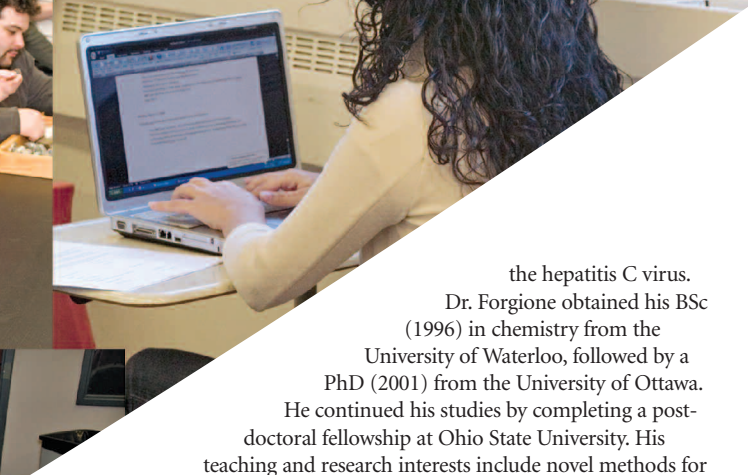 the hepatitis C virus.
Dr. Forgione obtained his BSc
(1996) in chemistry from the
University of Waterloo, followed by a
PhD (2001) from the University of Ottawa.
He continued his studies by completing a post-
doctoral fellowship at Ohio State University. His
teaching and research interests include novel methods for